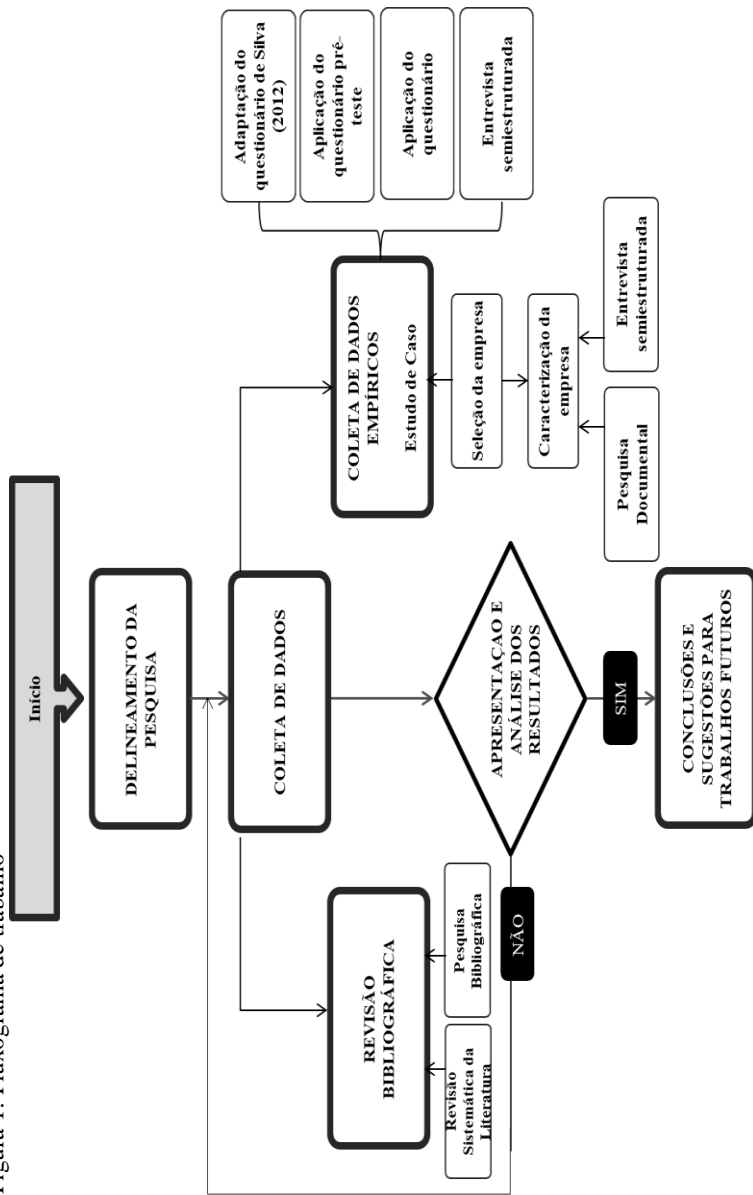 Figura 1: Fluxograma de trabalho
Início
DELINEAMENTO DA
PESQUISA
COLETA DE DADOS
REVISÃO
BIBLIOGRÁFICA
Revisão
Sistemática da
Literatura
Pesquisa
Bibliográfica
COLETA DE DADOS
EMPÍRICOS
Estudo de Caso
Adaptação do
questionário de Silva
(2012)
Aplicação do
questionário pré-
teste
Aplicação do
questionário
Entrevista
semiestruturada
Seleção da empresa
Caracterização da
empresa
Pesquisa
Documental
Entrevista
semiestruturada
APRESENTAÇAO E
ANÁLISE DOS
RESULTADOS
NÃO
SIM
CONCLUSÕES E
SUGESTÕES PARA
TRABALHOS FUTUROS